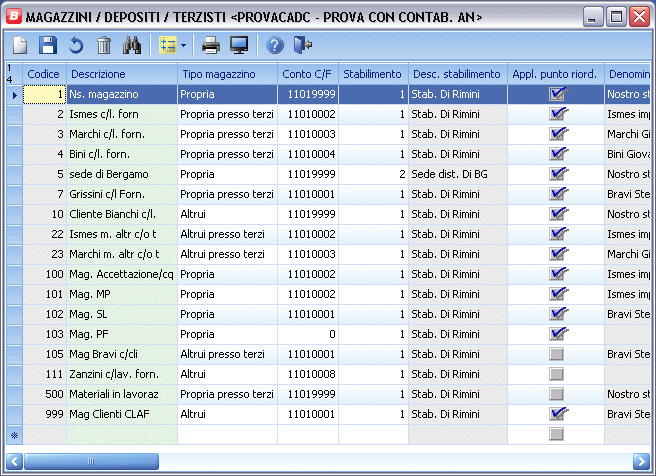 B MAGAZZINI / DEPOSITI / TERZISTI <PROVACADC - PROVA CON CONTAB. AN>
1 4 Codice Descrizione Tipo magazzino Conto C/F Stabilimento Desc. stabilimento Appl. punto riord. Denomin
1 Ns. magazzino Propria 11019999 1 Stab. Di Rimini Nostro st
2 Ismes c/l. forn Propria presso terzi 11010002 1 Stab. Di Rimini Ismes imp
3 Marchi c/l. forn. Propria presso terzi 11010003 1 Stab. Di Rimini Marchi Gi
4 Bini c/l. forn. Propria presso terzi 11010004 1 Stab. Di Rimini Bini Giova
5 sede di Bergamo Propria 11019999 2 Sede dist. Di BG Nostro st
7 Grissini c/l Forn. Propria presso terzi 11010001 1 Stab. Di Rimini Bravi Ste
10 Cliente Bianchi c/l. Altrui 11019999 1 Stab. Di Rimini Nostro st
22 Ismes m. altr c/o t Altrui presso terzi 11010002 1 Stab. Di Rimini Ismes imp
23 Marchi m. altr c/o t Altrui presso terzi 11010003 1 Stab. Di Rimini Marchi Gi
100 Mag. Accettazione/cq Propria 11010002 1 Stab. Di Rimini Ismes imp
101 Mag. MP Propria 11010002 1 Stab. Di Rimini Ismes imp
102 Mag. SL Propria 11010001 1 Stab. Di Rimini Bravi Ste
103 Mag. PF Propria 0 1 Stab. Di Rimini
105 Mag Bravi c/cli Altrui presso terzi 11010001 1 Stab. Di Rimini Bravi Ste
111 Zanzini c/lav. forn. Altrui 11010008 1 Stab. Di Rimini
500 Materiali in lavoraz Propria presso terzi 11019999 1 Stab. Di Rimini Nostro st
999 Mag Clienti CLAF Altrui 11010001 1 Stab. Di Rimini Bravi Ste